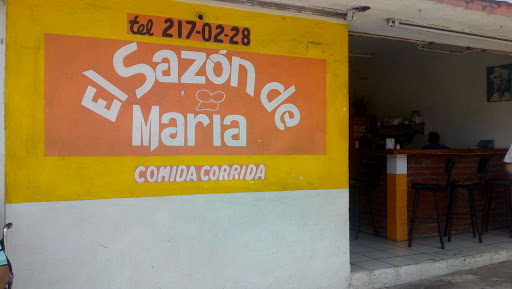 tel 217-02-28
El Sazón de
María
COMIDA CORRIDA